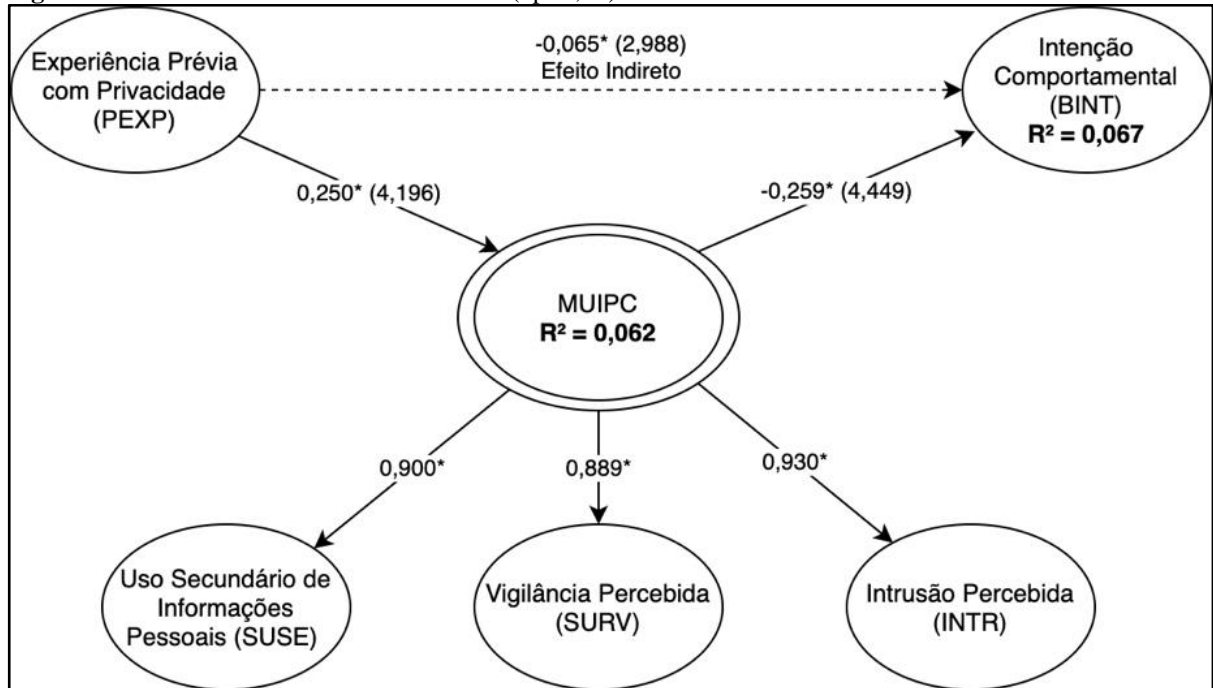 -0,065* (2,988)
Efeito Indireto
Experiência Prévia
com Privacidade
(PEXP)
Intenção
Comportamental
(BINT)
R² = 0,067
0,250* (4,196)
-0,259* (4,449)
MUIPC
R² = 0,062
0,900*
0,889*
0,930*
Uso Secundário de
Informações
Pessoais (SUSE)
Vigilância Percebida
(SURV)
Intrusão Percebida
(INTR)